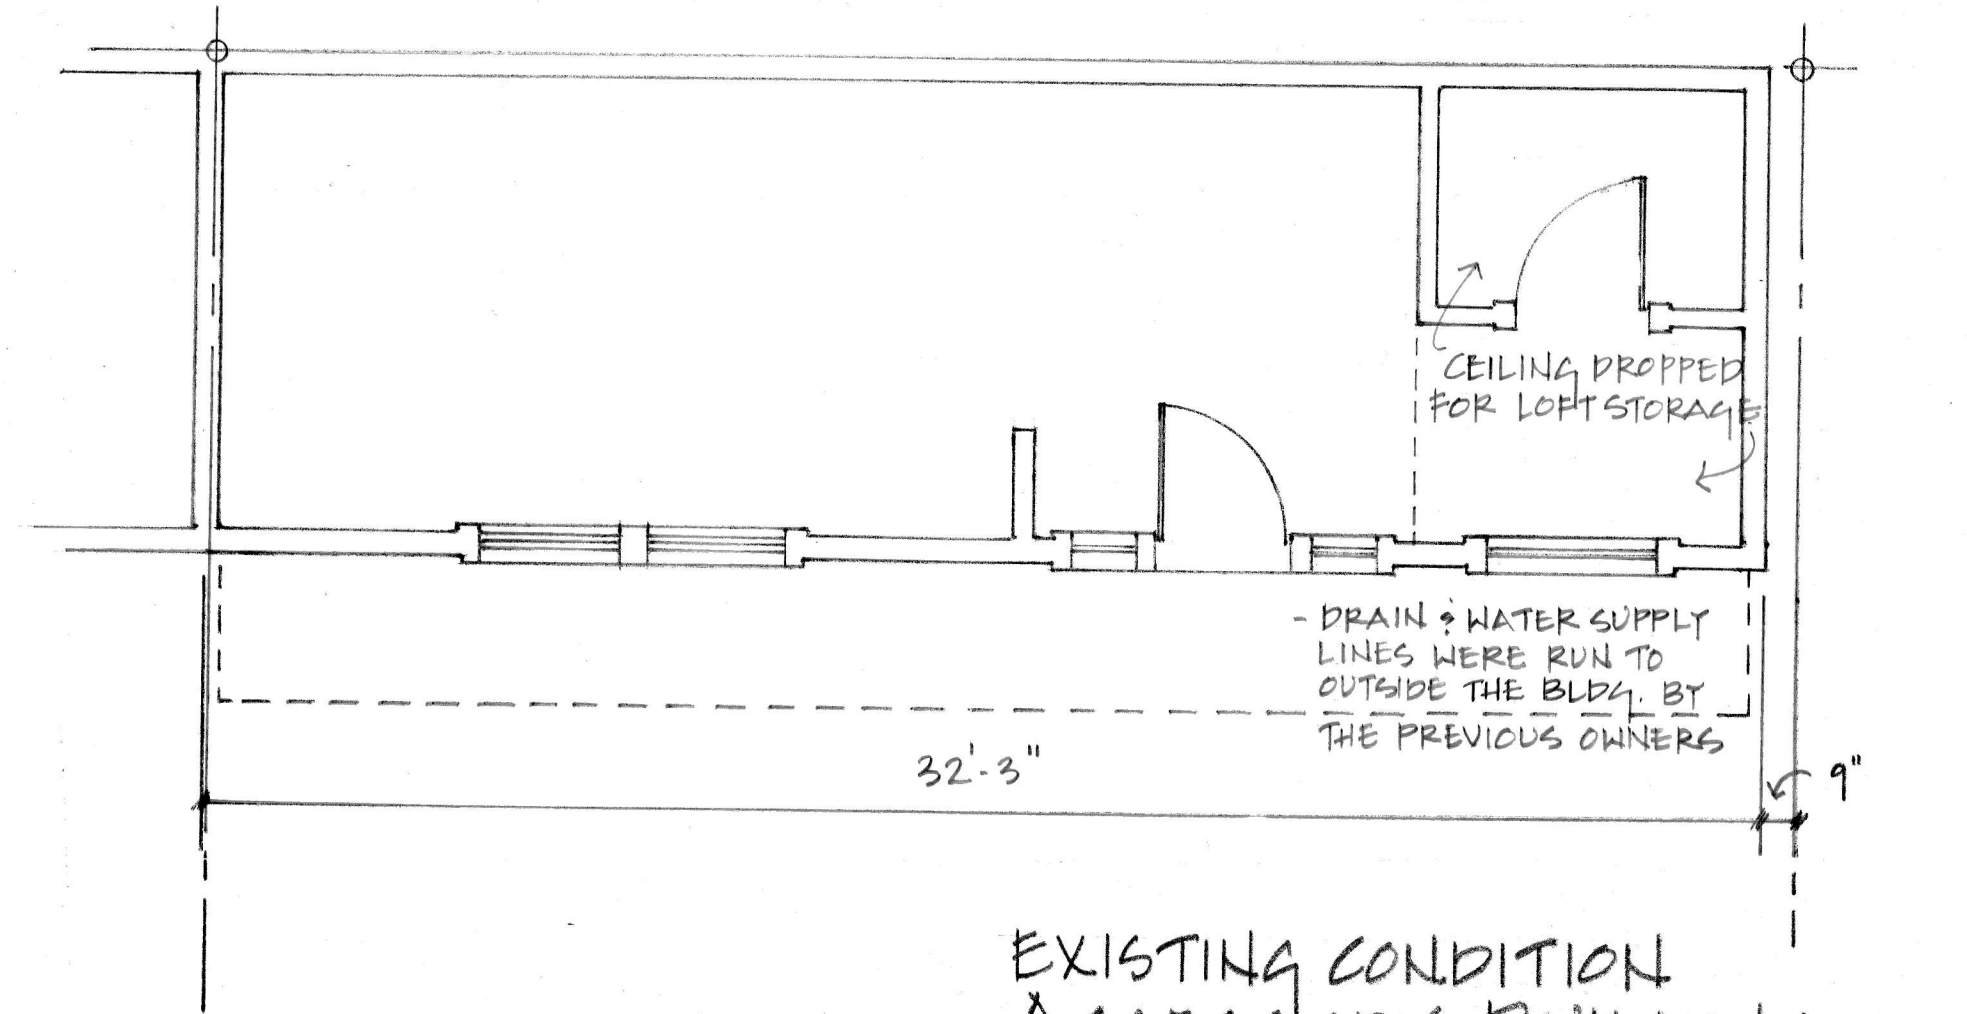 CEILING DROPPED
FOR LOFT STORAGE
- DRAIN & WATER SUPPLY
LINES WERE RUN TO
OUTSIDE THE BLDG. BY
THE PREVIOUS OWNERS
32'-3"
9"
EXISTING CONDITION